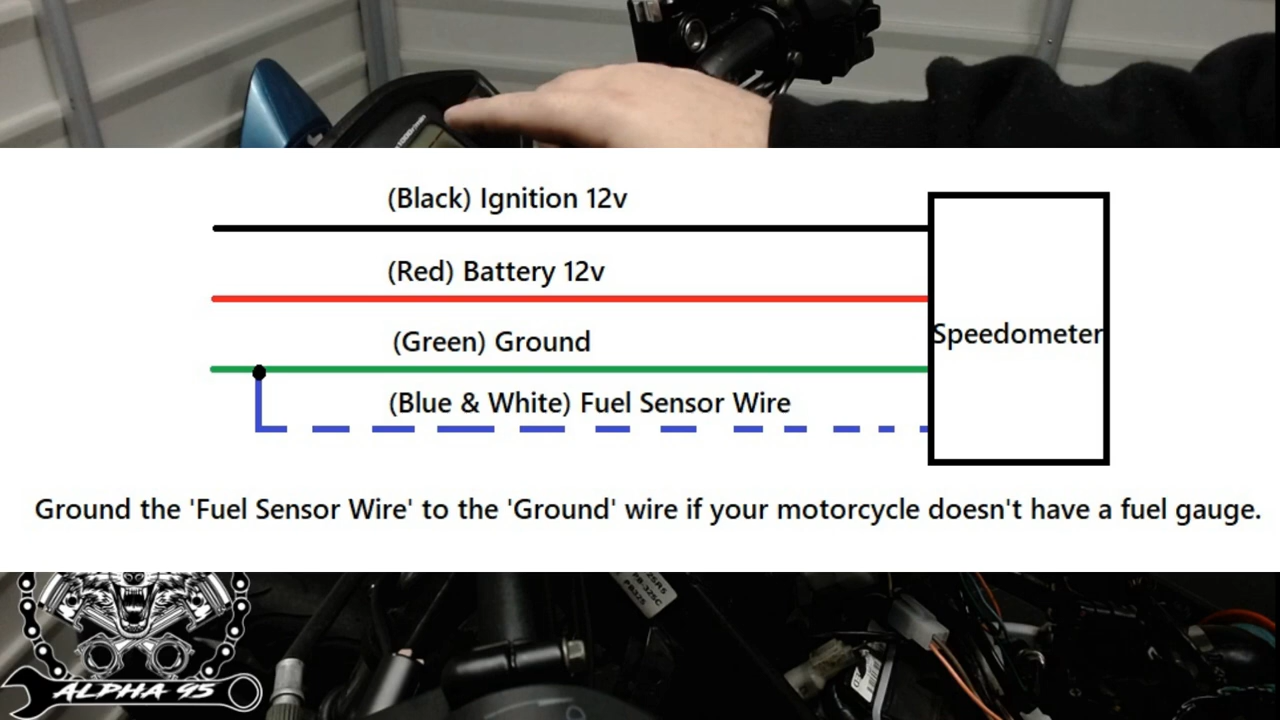 (Black) Ignition 12v
(Red) Battery 12v
(Green) Ground
Speedometer
(Blue & White) Fuel Sensor Wire
Ground the 'Fuel Sensor Wire' to the 'Ground' wire if your motorcycle doesn't have a fuel gauge.
ALPHA 95